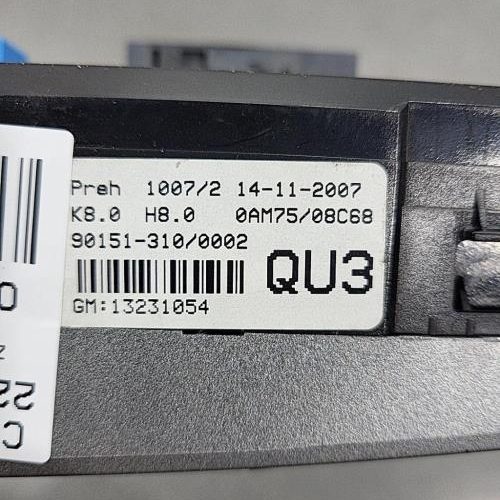 Preh 1007/2 14-11-2007
K8.0 H8.0 0AM75/08C68
90151-310/0002
QU3
GM:13231054